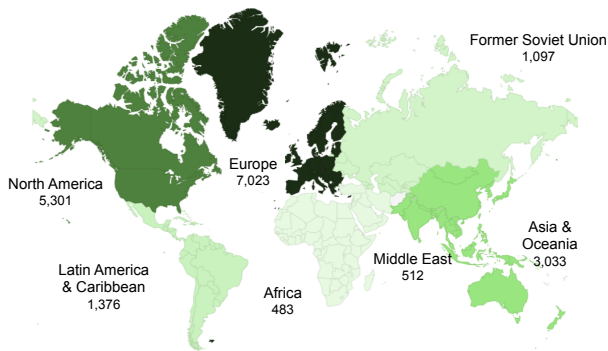 Former Soviet Union
1,097
Europe
7,023
North America
5,301
Asia &
Oceania
3,033
Middle East
512
Latin America
& Caribbean
1,376
Africa
483